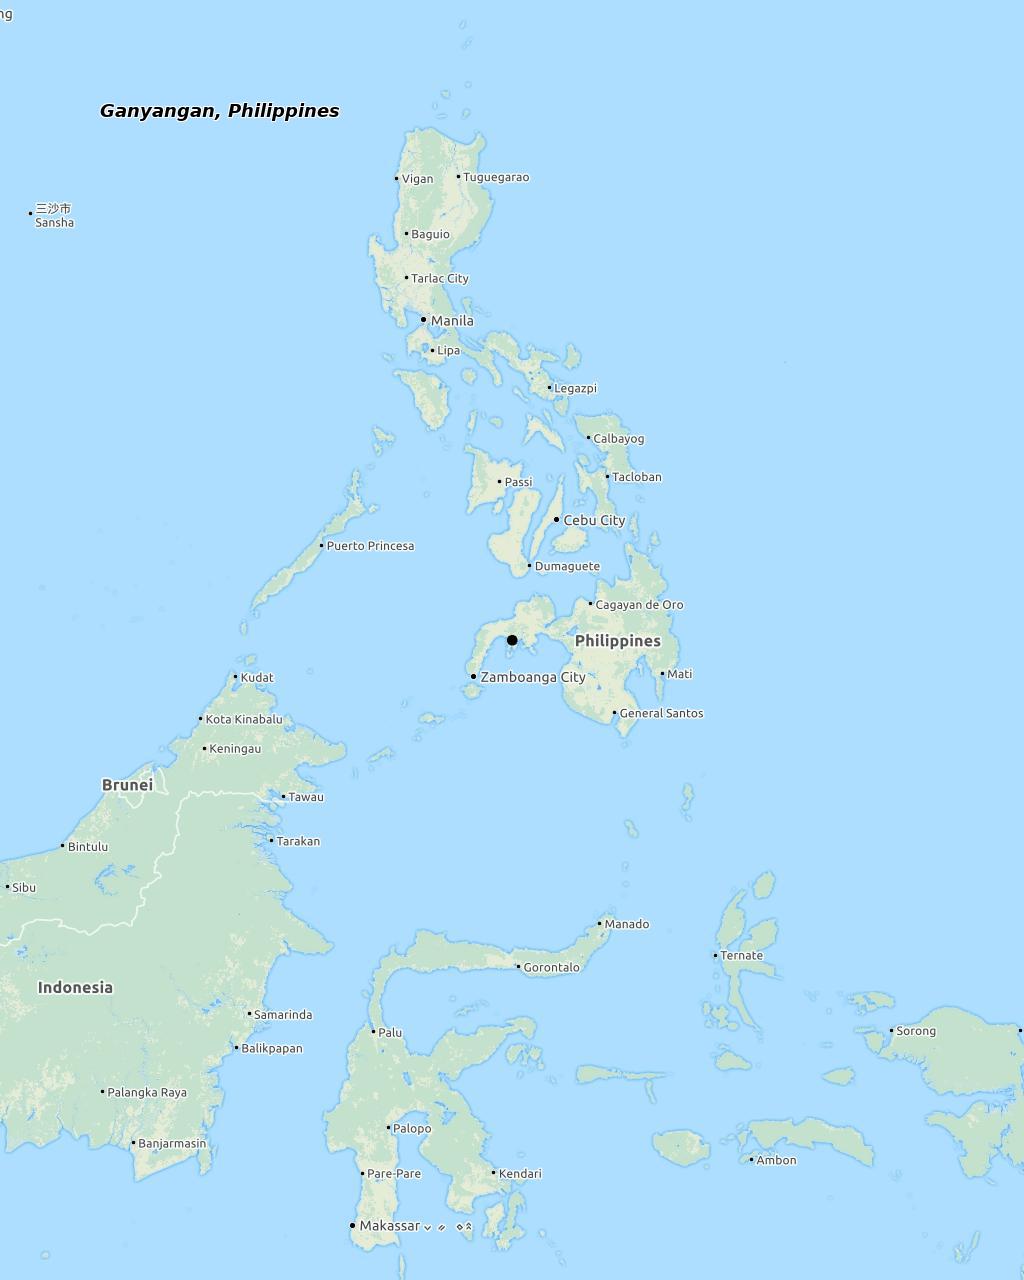 ng
Ganyangan, Philippines
Vigan
Tuguegarao
三沙市
Sansha
Baguio
Tarlac City
Manila
Lipa
Legazpi
Calbayog
Passi
Tacloban
Cebu City
Puerto Princesa
Dumaguete
Cagayan de Oro
Philippines
Zamboanga City
Mati
Kudat
General Santos
Kota Kinabalu
Keningau
Brunei
Tawau
Tarakan
Bintulu
Sibu
Manado
Ternate
Gorontalo
Indonesia
Samarinda
Palu
Sorong
Balikpapan
Palangka Raya
Palopo
Banjarmasin
Ambon
Pare-Pare
Kendari
Makassar